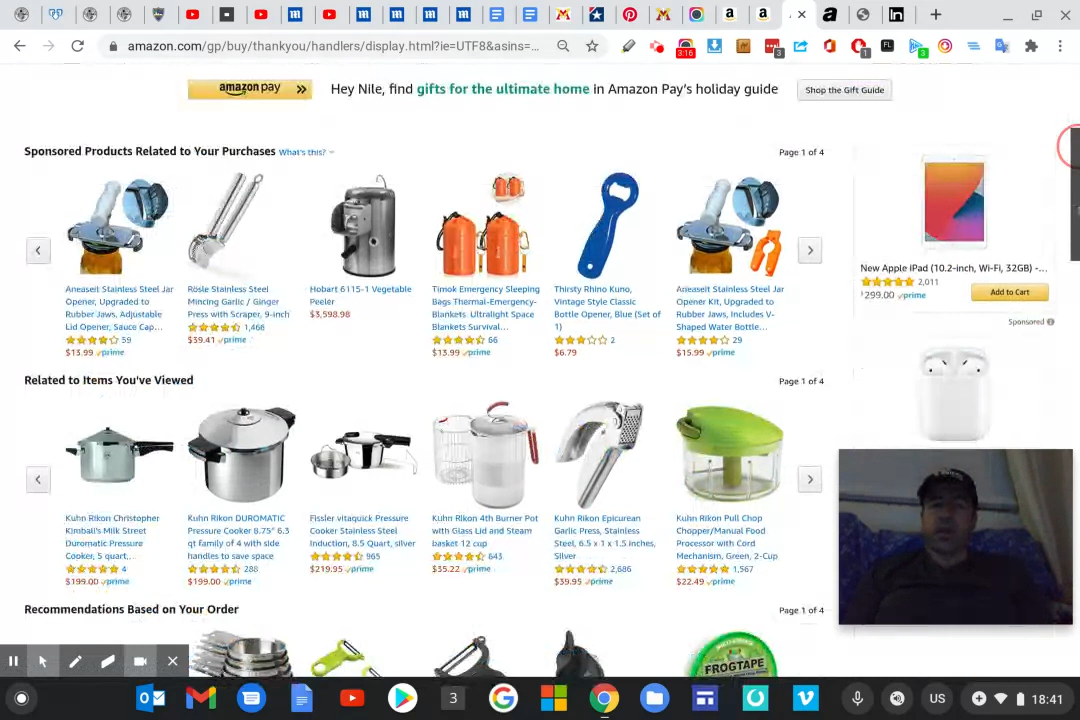 amazon.com/gp/buy/thankyou/handlers/display.html?ie=UTF8&asins=...
3:16
3
1
FL
3
amazon pay
Hey Nile, find gifts for the ultimate home in Amazon Pay's holiday guide
Shop the Gift Guide
Sponsored Products Related to Your Purchases What's this?
Page 1 of 4
Aneaseit Stainless Steel Jar
Opener, Upgraded to
Rubber Jaws, Adjustable
Lid Opener, Sauce Cap...
59
$13.99 prime
Rösle Stainless Steel
Mincing Garlic / Ginger
Press with Scraper, 9-inch
1,466
$39.41 prime
Hobart 6115-1 Vegetable
Peeler
$3,598.98
Timok Emergency Sleeping
Bags Thermal-Emergency-
Blankets Ultralight Space
Blankets Survival...
66
$13.99 prime
Thirsty Rhino Kuno,
Vintage Style Classic
Bottle Opener, Blue (Set of
1)
2
$6.79
Aneaseit Stainless Steel Jar
Opener Kit, Upgraded to
Rubber Jaws, Includes V-
Shaped Water Bottle...
29
$15.99 prime
New Apple iPad (10.2-inch, Wi-Fi, 32GB) -...
2,011
$299.00 prime
Add to Cart
Sponsored
Related to Items You've Viewed
Page 1 of 4
Kuhn Rikon Christopher
Kimball's Milk Street
Duromatic Pressure
Cooker, 5 quart,...
4
$199.00 prime
Kuhn Rikon DUROMATIC
Pressure Cooker 8.75" 6.3
qt family of 4 with side
handles to save space
288
$199.00 prime
Fissler vitaquick Pressure
Cooker Stainless Steel
Induction, 8.5 Quart, silver
965
$219.95 prime
Kuhn Rikon 4th Burner Pot
with Glass Lid and Steam
basket 12 cup
643
$35.22 prime
Kuhn Rikon Epicurean
Garlic Press, Stainless
Steel, 6.5 x 1 x 1.5 inches,
Silver
2,686
$39.95 prime
Kuhn Rikon Pull Chop
Chopper/Manual Food
Processor with Cord
Mechanism, Green, 2-Cup
1,567
$22.49 prime
Recommendations Based on Your Order
Page 1 of 4
FROGTAPE
3
US
18:41